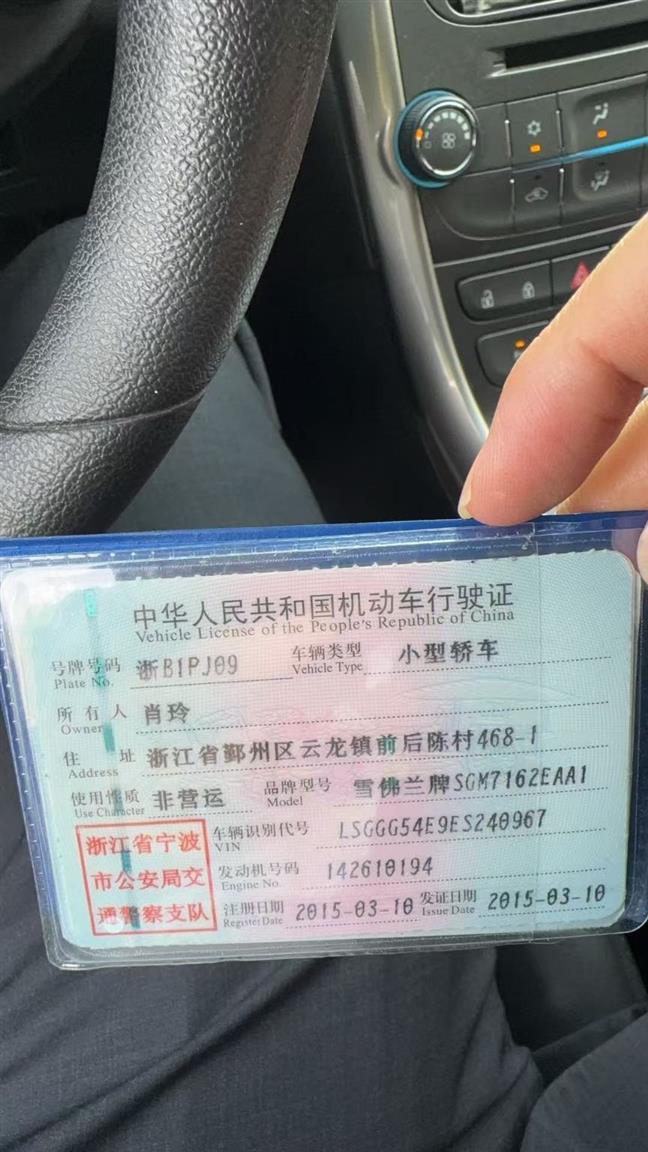 中华人民共和国机动车行驶证
Vehicle License of the People's Republic of China
号牌号码 浙B1PJ09 车辆类型 小型轿车
Plate No. Vehicle Type
所有人 肖玲
Owner
住址 浙江省鄞州区云龙镇前后陈村468-1
Address
使用性质 非营运 品牌型号 雪佛兰牌SGM7162EAA1
Use Character Model
车辆识别代号 LSGGG54E9ES240967
VIN
发动机号码 142610194
Engine No.
注册日期 2015-03-10 发证日期 2015-03-10
Register Date Issue Date
浙江省宁波
市公安局交
通警察支队